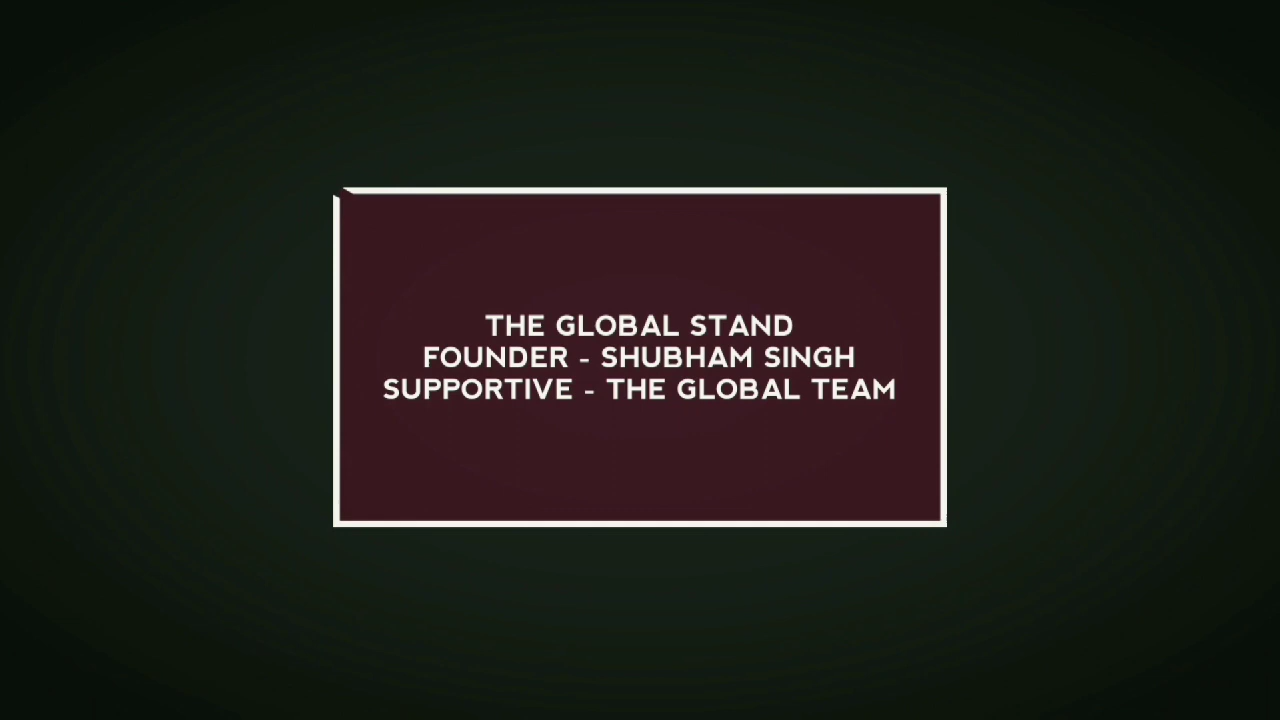 THE GLOBAL STAND
FOUNDER - SHUBHAM SINGH
SUPPORTIVE - THE GLOBAL TEAM